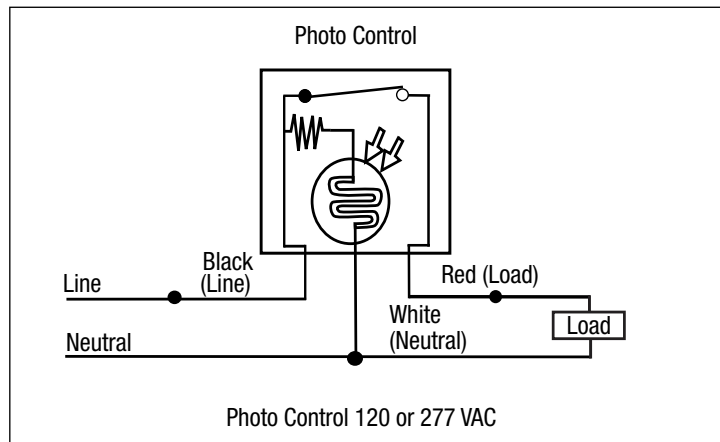 Photo Control
Black
(Line)
Line
Red (Load)
White
(Neutral)
Load
Neutral
Photo Control 120 or 277 VAC